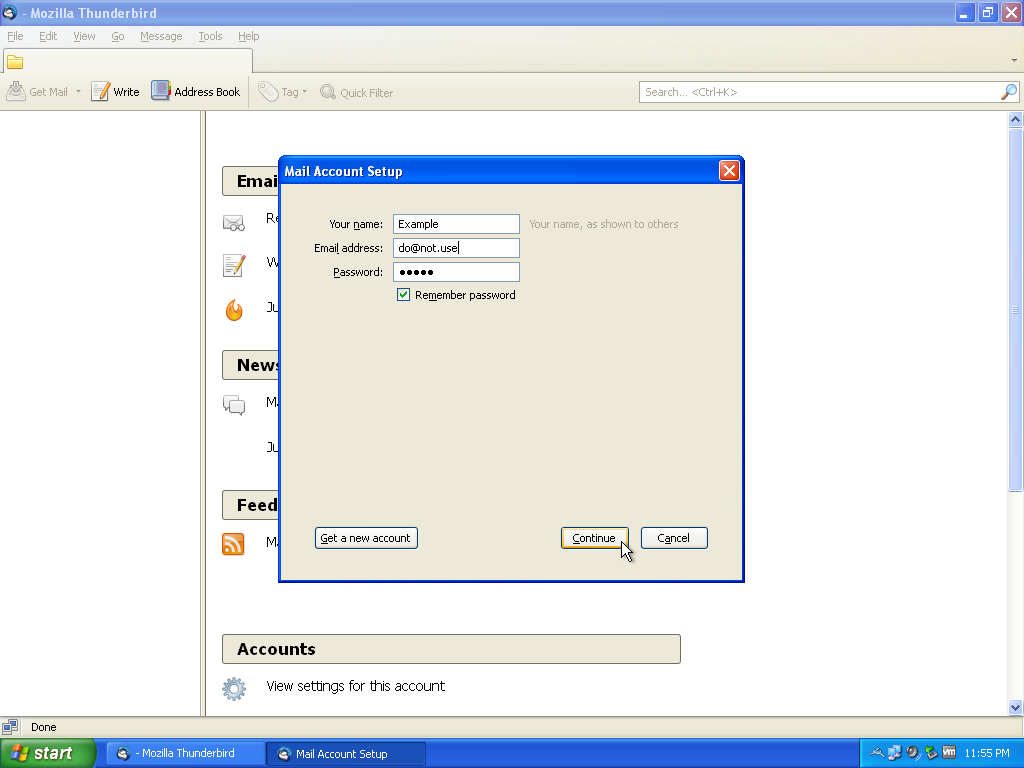 - Mozilla Thunderbird
File Edit View Go Message Tools Help
Get Mail Write Address Book Tag Quick Filter Search... <Ctrl+K>
Mail Account Setup
Your name: Example Your name, as shown to others
Email address: do@not.use
Password: •••••
Remember password
Get a new account Continue Cancel
Emai
Re
W
Ju
News
Ma
Ju
Feed
Ma
Accounts
View settings for this account
Done
start - Mozilla Thunderbird Mail Account Setup 11:55 PM